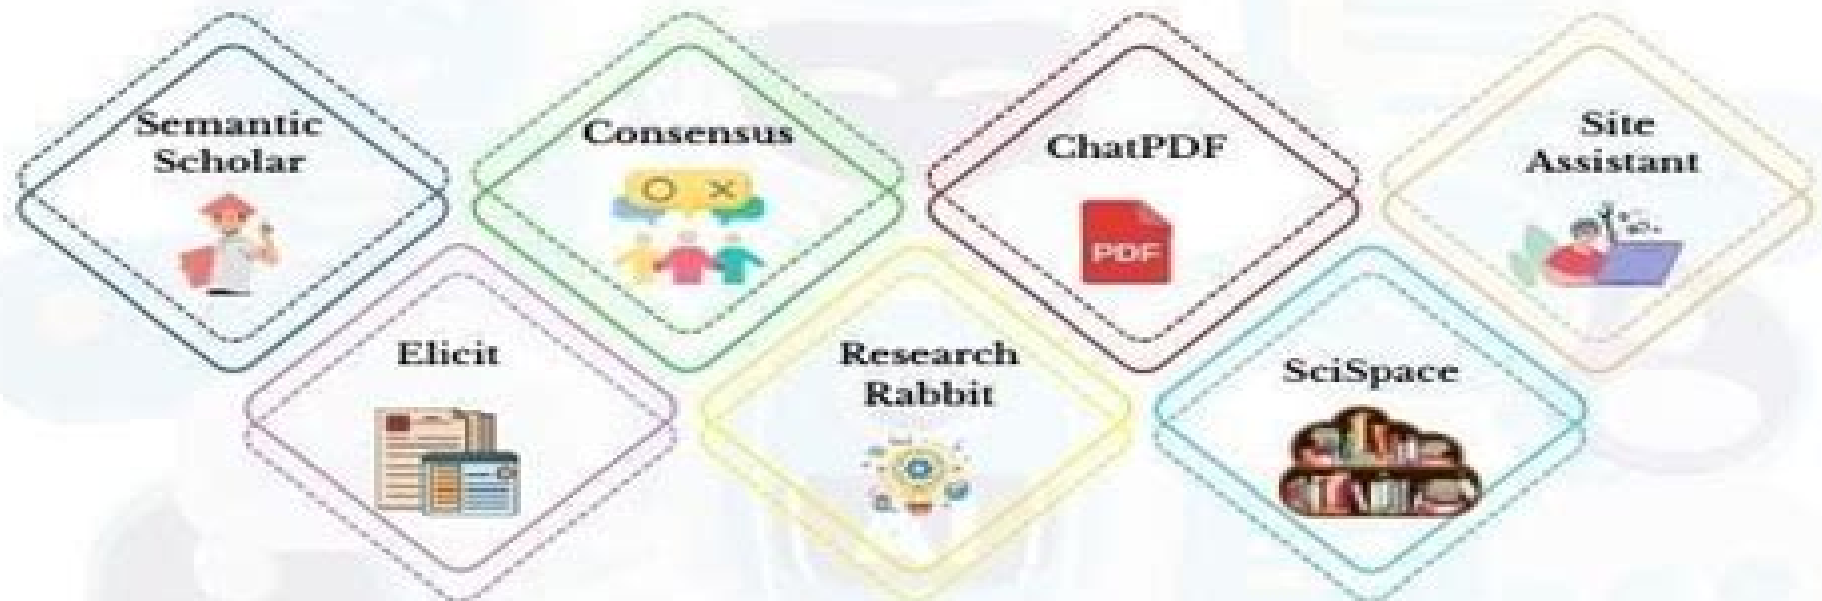 Semantic
Scholar
Consensus
ChatPDF
PDF
Site
Assistant
Elicit
Research
Rabbit
SciSpace